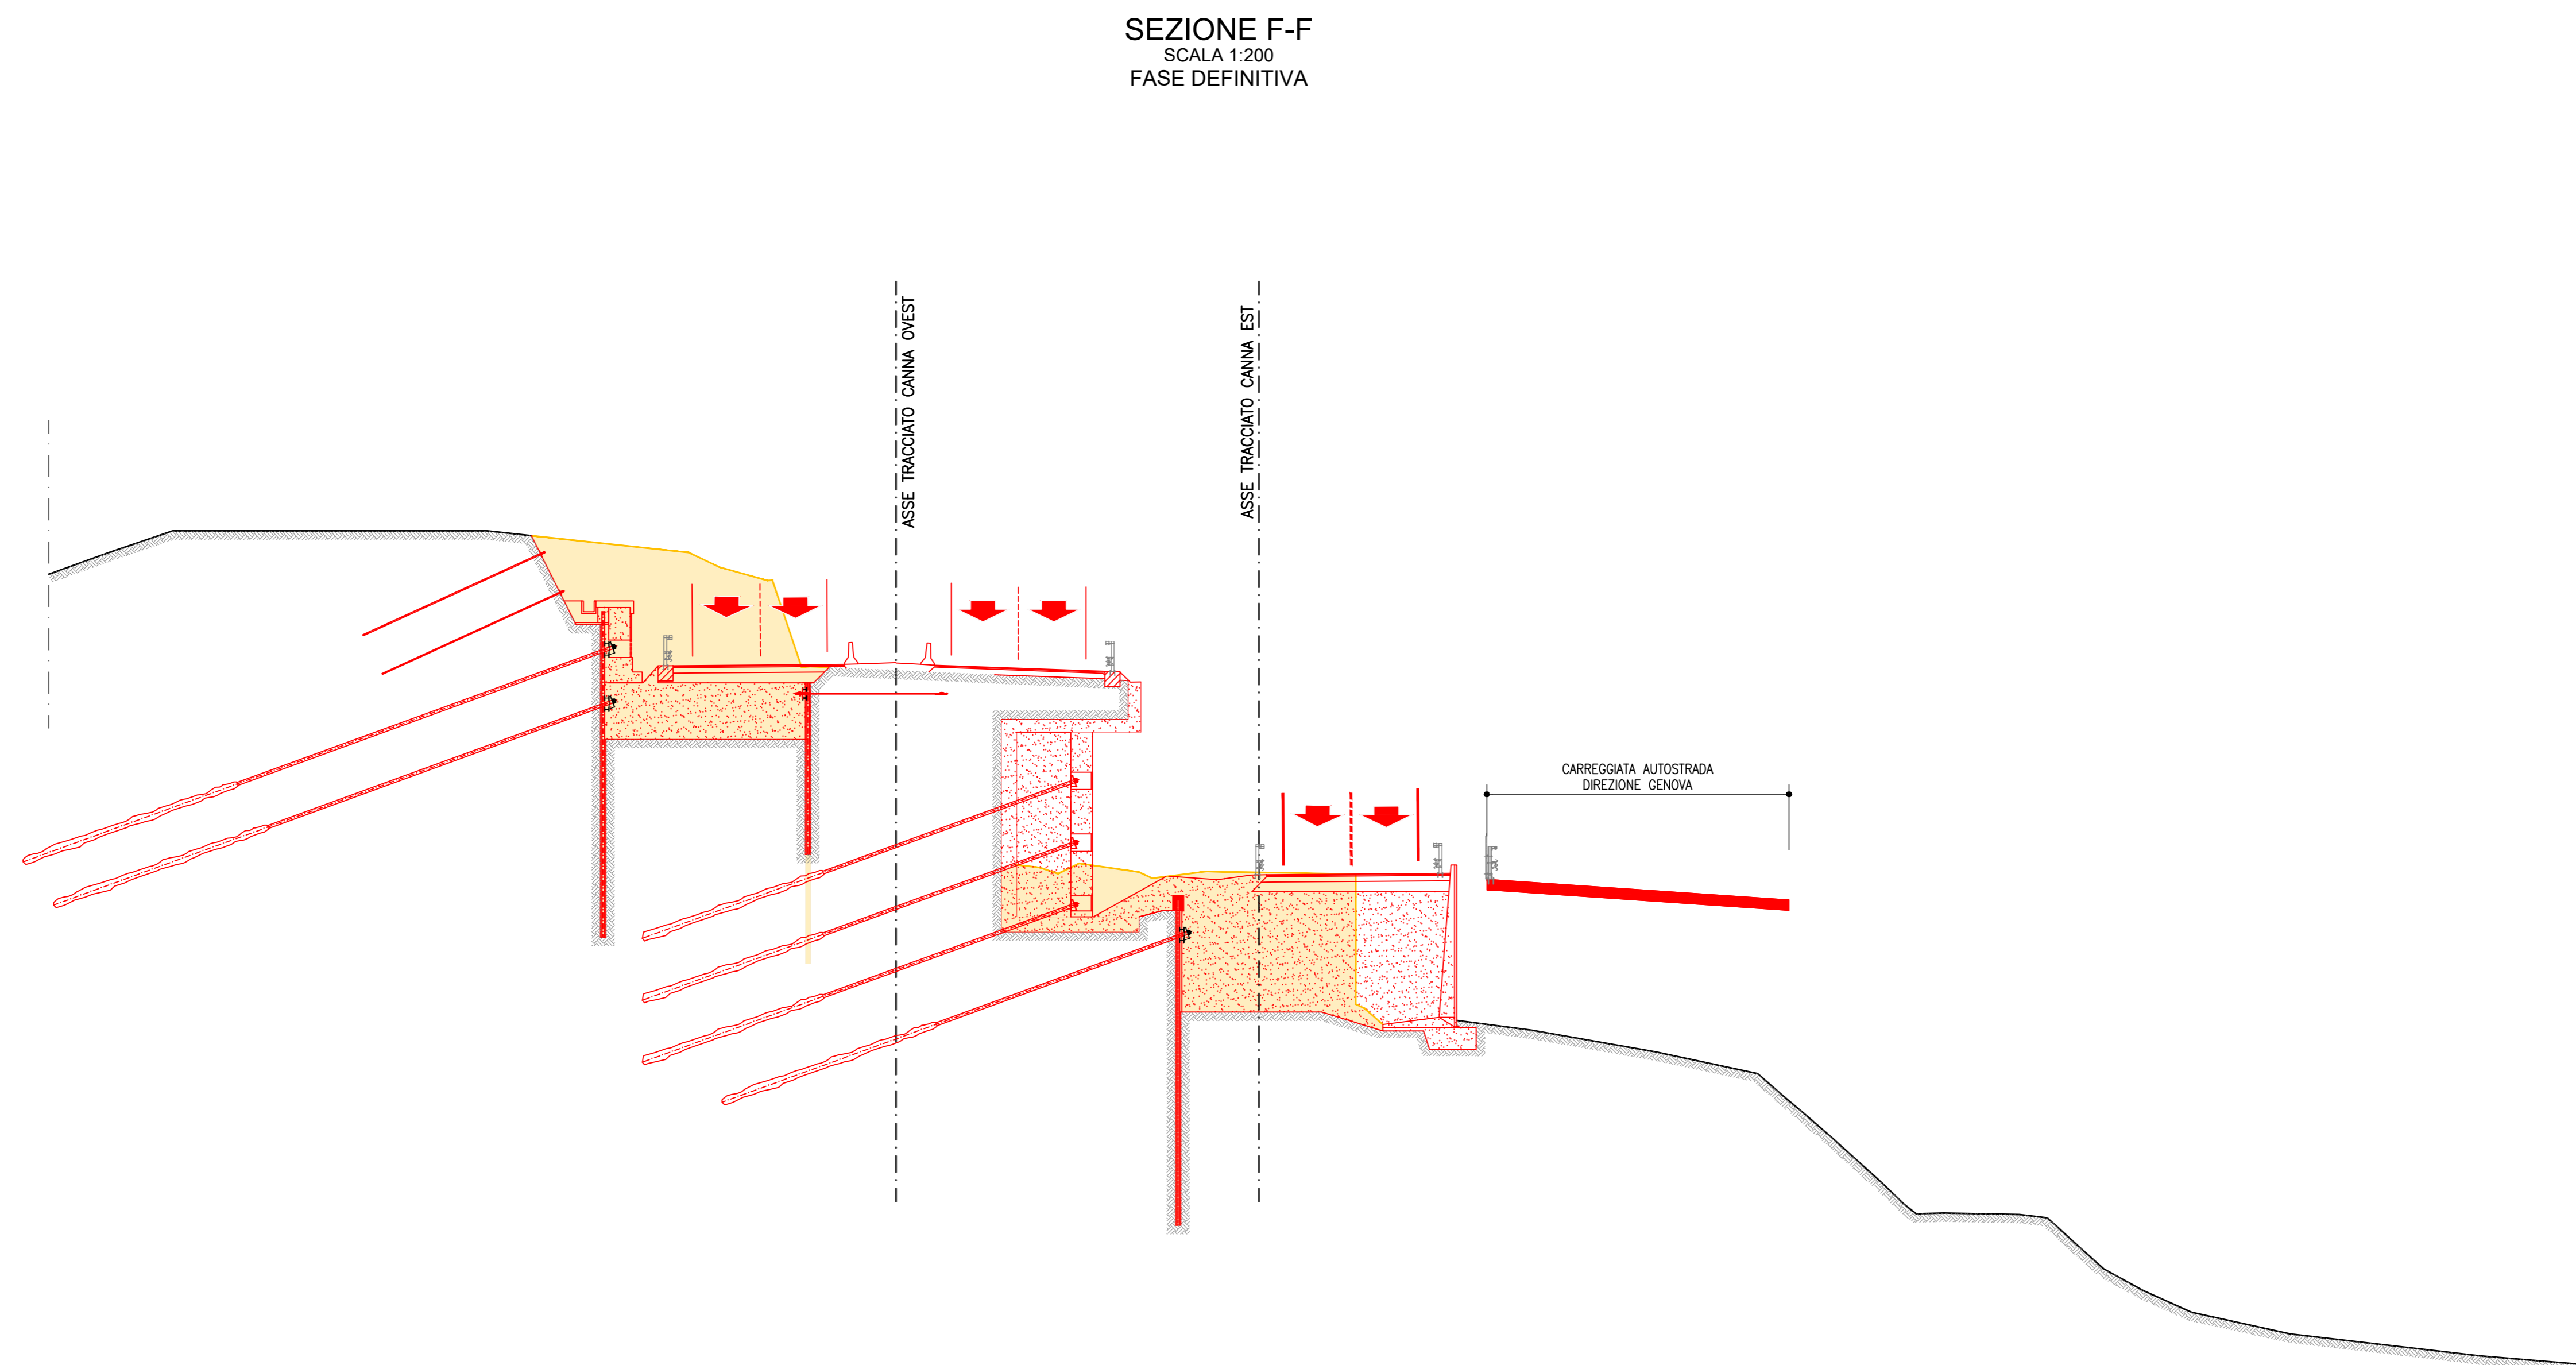 SEZIONE F-F
SCALA 1:200
FASE DEFINITIVA
ASSE TRACCIATO CANNA OVEST
ASSE TRACCIATO CANNA EST
CARREGGIATA AUTOSTRADA
DIREZIONE GENOVA